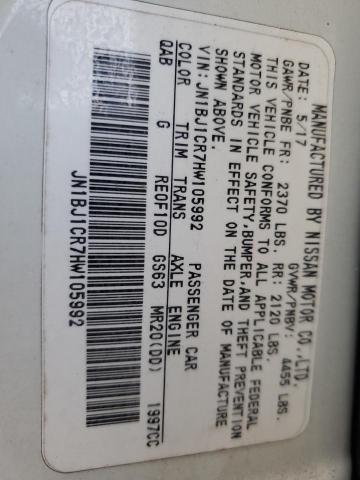 MANUFACTURED BY NISSAN MOTOR CO.,LTD.
DATE: 5/17 GVWR/PNBV: 4455 LBS.
GAWR/PNBE FR: 2370 LBS. RR: 2120 LBS.
THIS VEHICLE CONFORMS TO ALL APPLICABLE FEDERAL
MOTOR VEHICLE SAFETY,BUMPER,AND THEFT PREVENTION
STANDARDS IN EFFECT ON THE DATE OF MANUFACTURE
SHOWN ABOVE.
VIN:JN1BJ1CR7HW105992 PASSENGER CAR
COLOR TRIM TRANS AXLE ENGINE
QAB G RE0F10D GS63 MR20(DD) 1997CC
JN1BJ1CR7HW105992